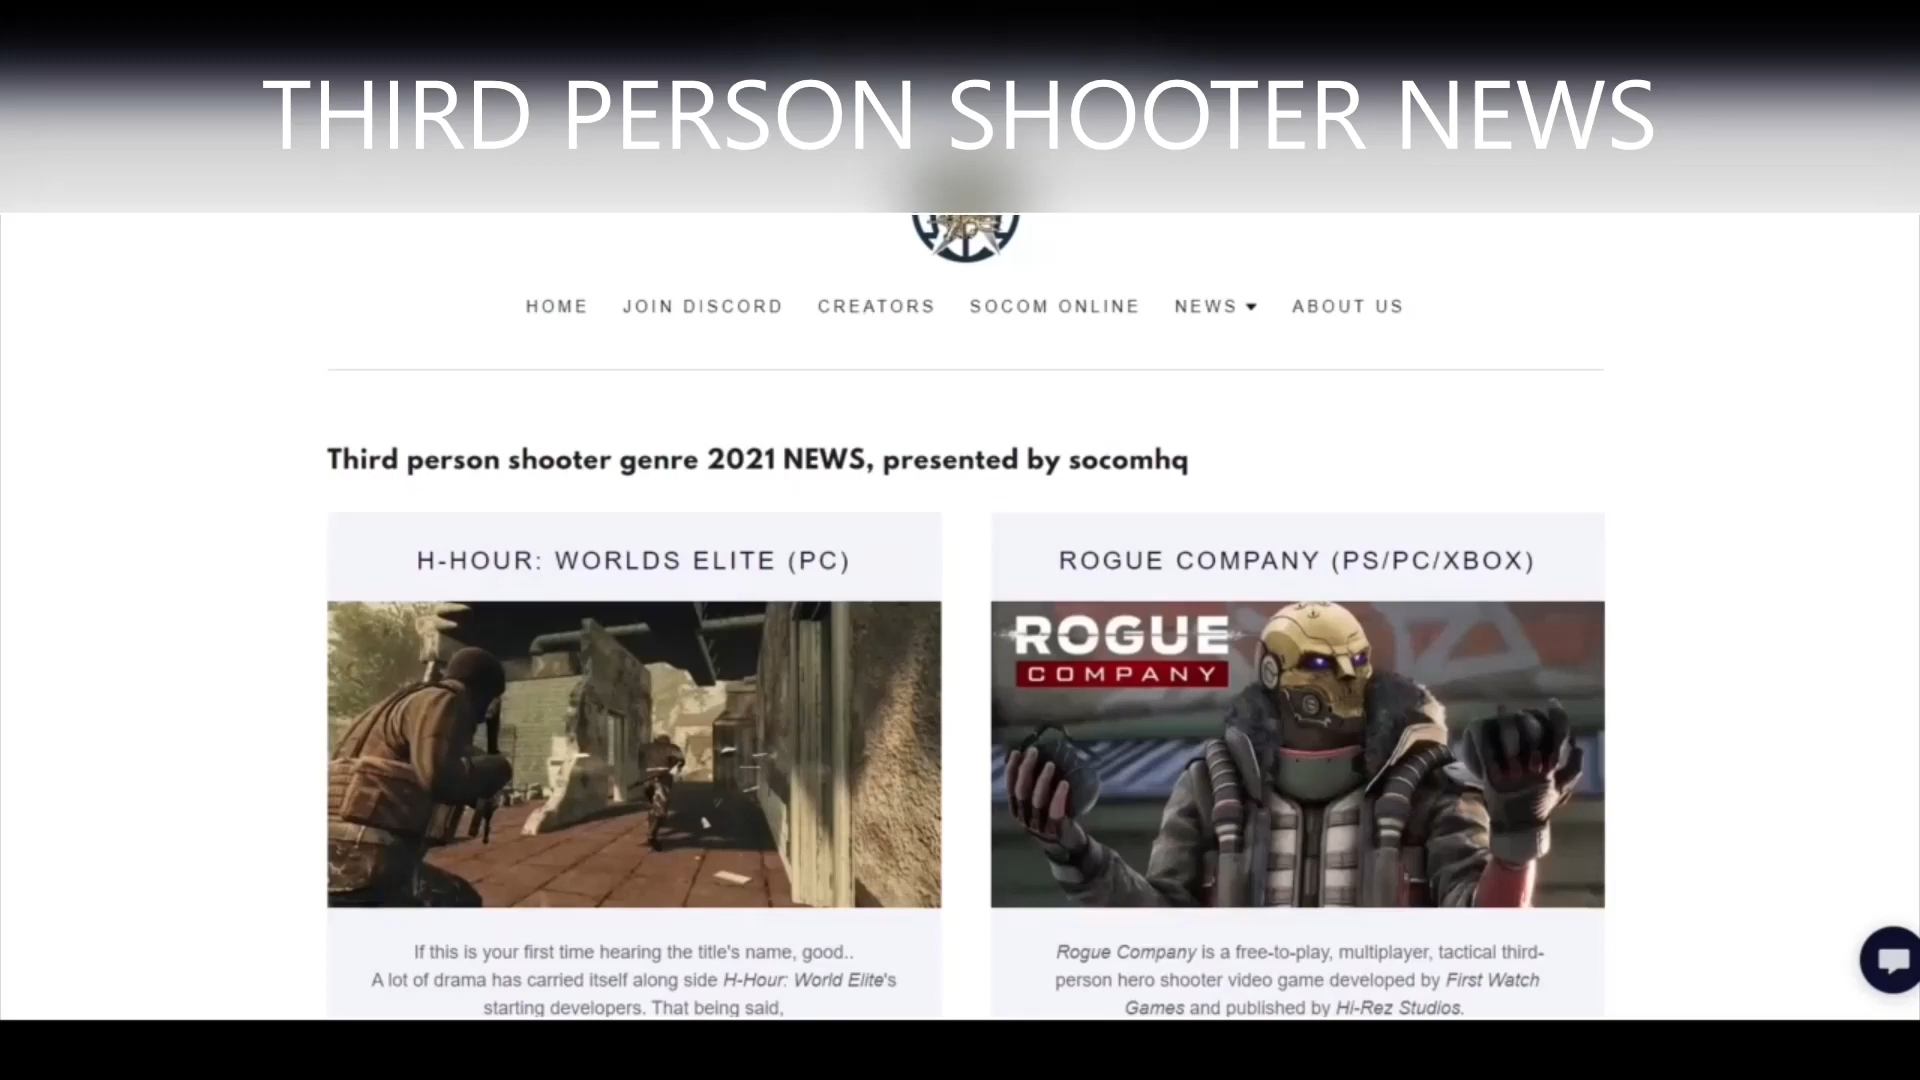 THIRD PERSON SHOOTER NEWS
HOME JOIN DISCORD CREATORS SOCOM ONLINE NEWS ABOUT US
Third person shooter genre 2021 NEWS, presented by socomhq
H-HOUR: WORLDS ELITE (PC)
ROGUE COMPANY (PS/PC/XBOX)
ROGUE
COMPANY
If this is your first time hearing the title's name, good..
A lot of drama has carried itself along side H-Hour: World Elite's
starting developers. That being said,
Rogue Company is a free-to-play, multiplayer, tactical third-
person hero shooter video game developed by First Watch
Games and published by Hi-Rez Studios.